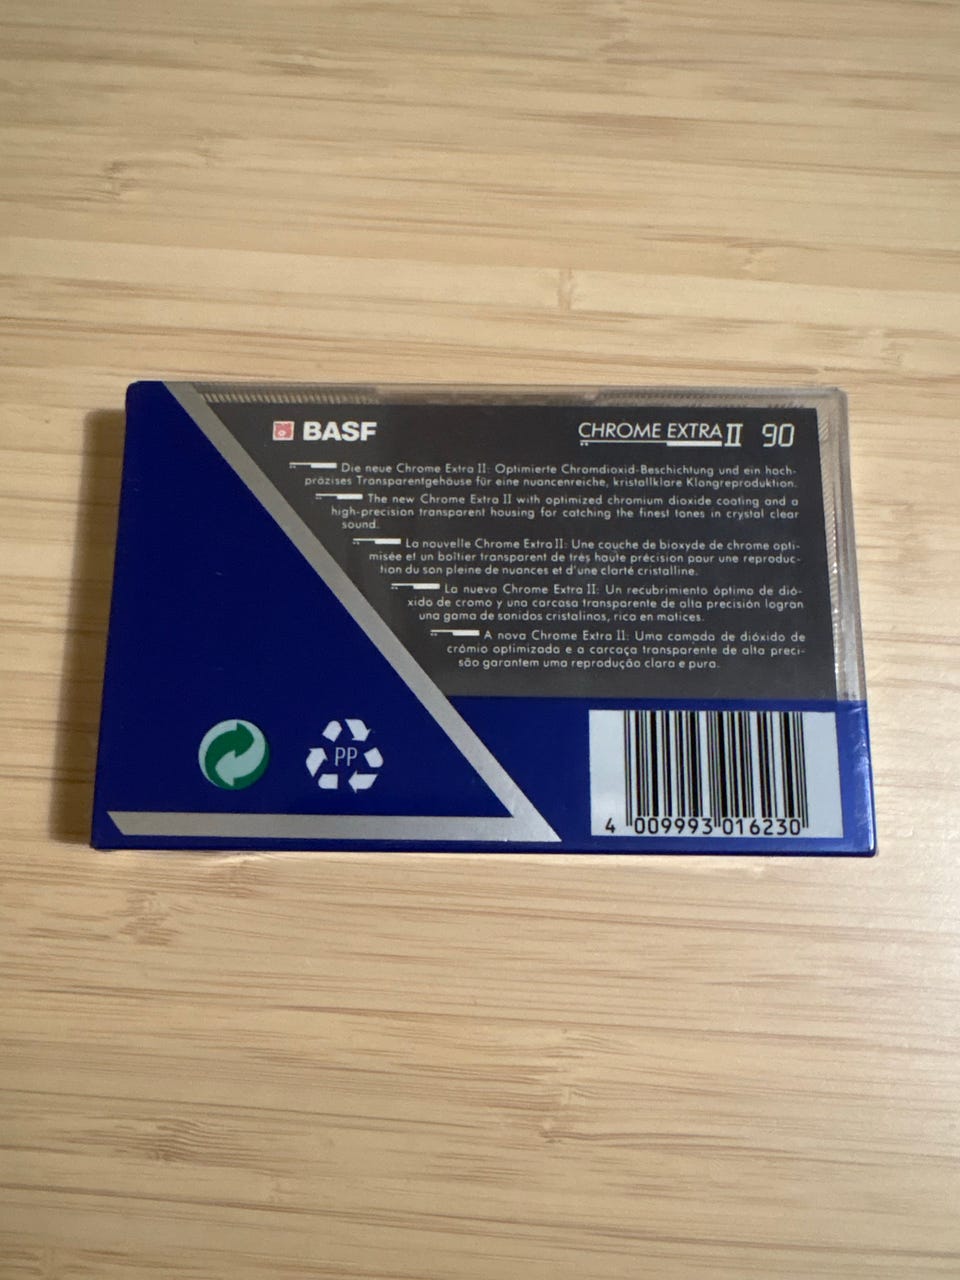 BASF
CHROME EXTRA II 90
Die neue Chrome Extra II: Optimierte Chromdioxid-Beschichtung und ein hoch-
präzises Transparentgehäuse für eine nuancenreiche, kristallklare Klangreproduktion.
The new Chrome Extra II with optimized chromium dioxide coating and a
high-precision transparent housing for catching the finest tones in crystal clear
sound.
La nouvelle Chrome Extra II: Une couche de bioxyde de chrome opti-
misée et un boîtier transparent de très haute précision pour une reproduc-
tion du son pleine de nuances et d'une clarté cristalline.
La nueva Chrome Extra II: Un recubrimiento óptimo de dió-
xido de cromo y una carcasa transparente de alta precisión logran
una gama de sonidos cristalinos, rica en matices.
A nova Chrome Extra II: Uma camada de dióxido de
crómio optimizada e a carcaça transparente de alta preci-
são garantem uma reprodução clara e pura.
PP
4 009993 016230